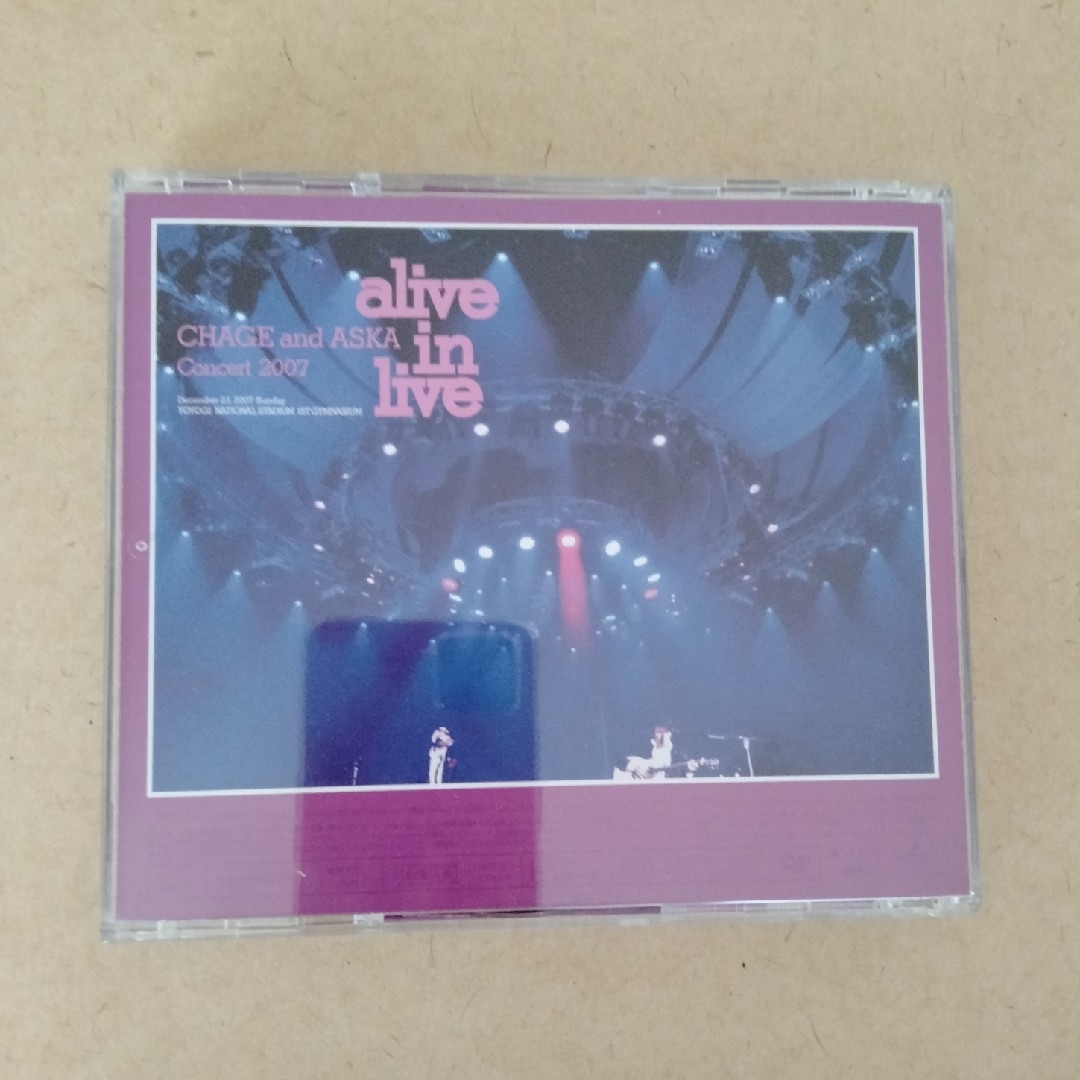 alive
in
live
CHAGE and ASKA
Concert 2007
December 23, 2007 Sunday
YOYOGI NATIONAL STADIUM 1ST GYMNASIUM